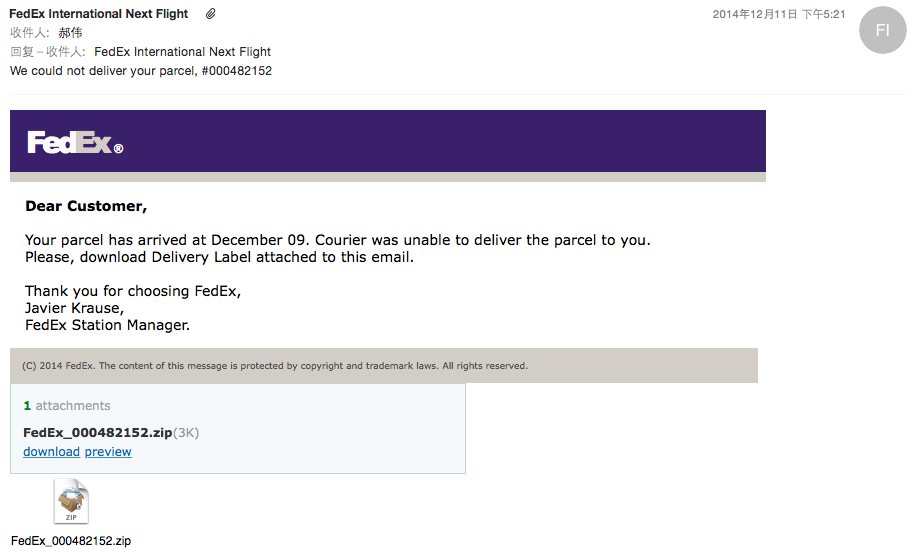 FedEx International Next Flight
2014年12月11日 下午5:21
FI
收件人: 郝伟
回复 – 收件人: FedEx International Next Flight
We could not deliver your parcel, #000482152
FedEx®
Dear Customer,
Your parcel has arrived at December 09. Courier was unable to deliver the parcel to you.
Please, download Delivery Label attached to this email.
Thank you for choosing FedEx,
Javier Krause,
FedEx Station Manager.
(C) 2014 FedEx. The content of this message is protected by copyright and trademark laws. All rights reserved.
1 attachments
FedEx_000482152.zip(3K)
download preview
ZIP
FedEx_000482152.zip